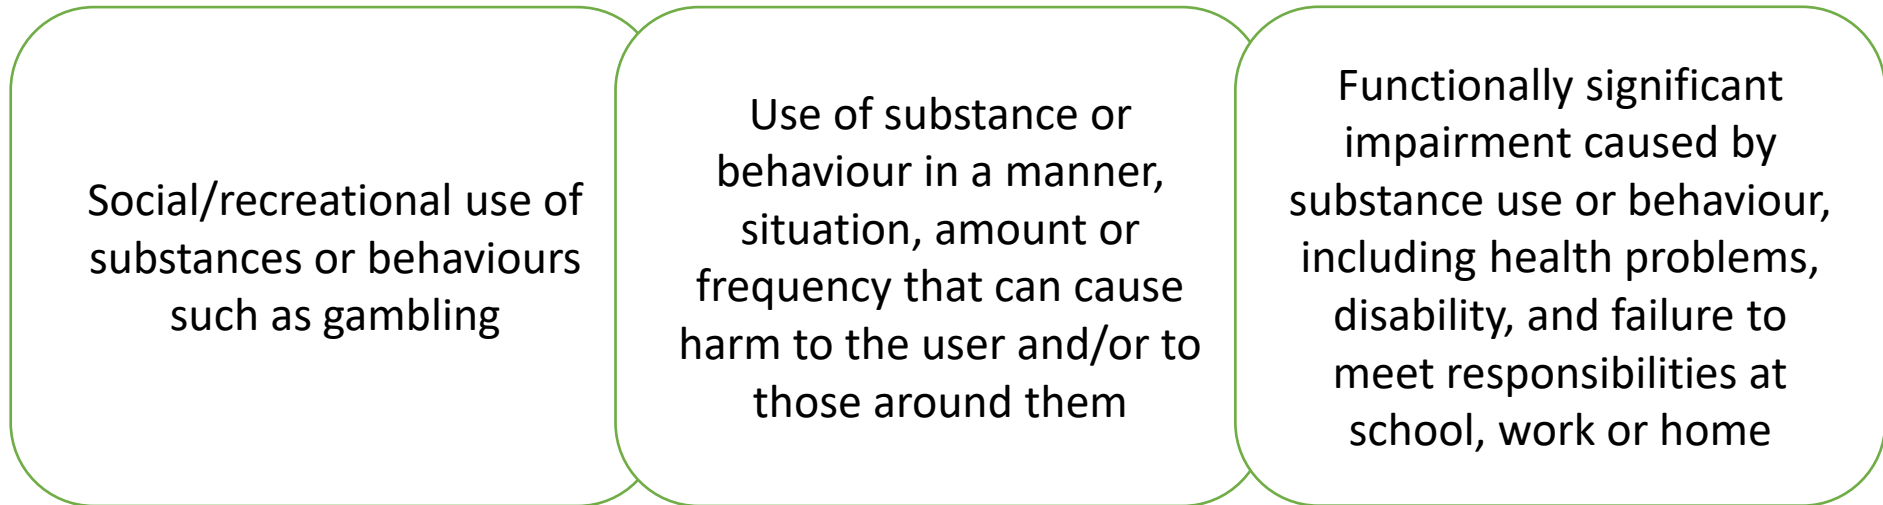 Social/recreational use of
substances or behaviours
such as gambling
Use of substance or
behaviour in a manner,
situation, amount or
frequency that can cause
harm to the user and/or to
those around them
Functionally significant
impairment caused by
substance use or behaviour,
including health problems,
disability, and failure to
meet responsibilities at
school, work or home